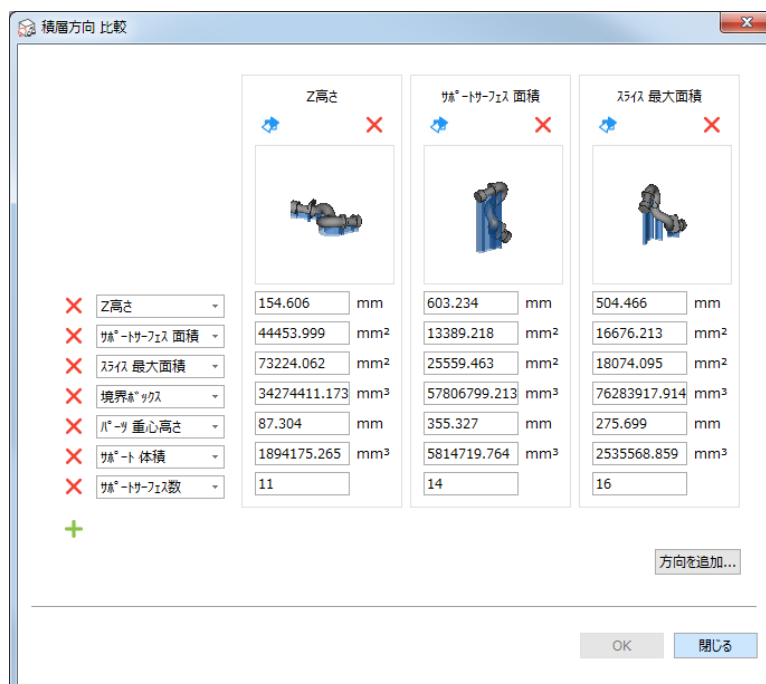 積層方向 比較
Z高さ ｻﾎﾟｰﾄｻｰﾌｪｽ 面積 ｽﾗｲｽ 最大面積
Z高さ 154.606 mm 603.234 mm 504.466 mm
ｻﾎﾟｰﾄｻｰﾌｪｽ 面積 44453.999 mm² 13389.218 mm² 16676.213 mm²
ｽﾗｲｽ 最大面積 73224.062 mm² 25559.463 mm² 18074.095 mm²
境界ﾎﾞｯｸｽ 34274411.173 mm³ 57806799.213 mm³ 76283917.914 mm³
ﾊﾟｰﾂ 重心高さ 87.304 mm 355.327 mm 275.699 mm
ｻﾎﾟｰﾄ 体積 1894175.265 mm³ 5814719.764 mm³ 2535568.859 mm³
ｻﾎﾟｰﾄｻｰﾌｪｽ数 11 14 16
方向を追加...
OK 閉じる